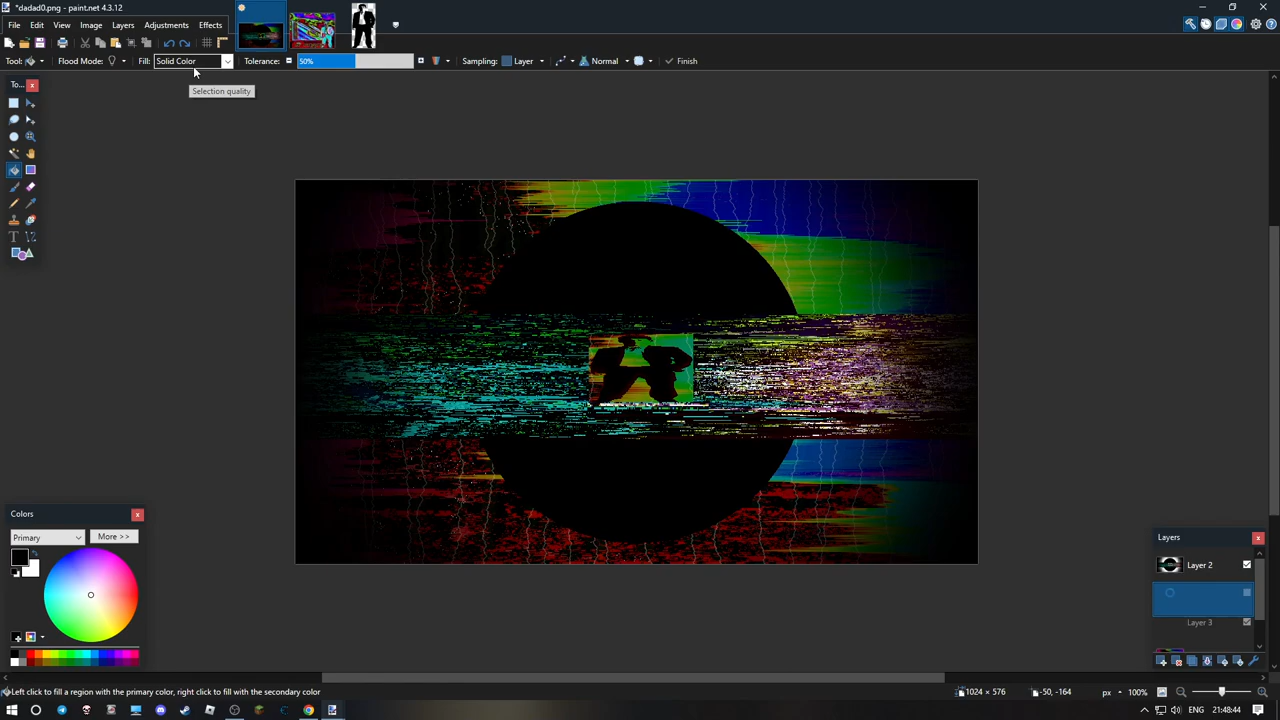 *dadad0.png - paint.net 4.3.12
File Edit View Image Layers Adjustments Effects
Tool: Flood Mode: Fill: Solid Color Tolerance: 50% Sampling: Layer Normal Finish
Selection quality
To...
Colors
Primary More >>
Layers
Layer 2
Layer 3
Left click to fill a region with the primary color, right click to fill with the secondary color 1024 × 576 -50, -164 px 100%
ENG 21:48:44